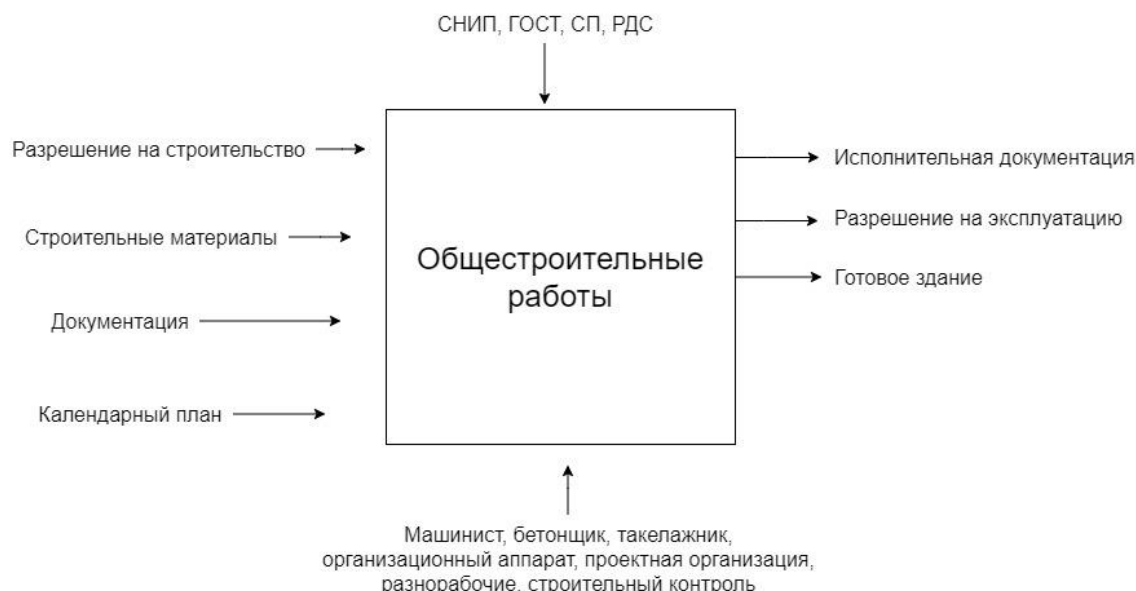 СНИП, ГОСТ, СП, РДС
Разрешение на строительство
Строительные материалы
Документация
Календарный план
Общестроительные
работы
Исполнительная документация
Разрешение на эксплуатацию
Готовое здание
Машинист, бетонщик, такелажник,
организационный аппарат, проектная организация,
разнорабочие, строительный контроль